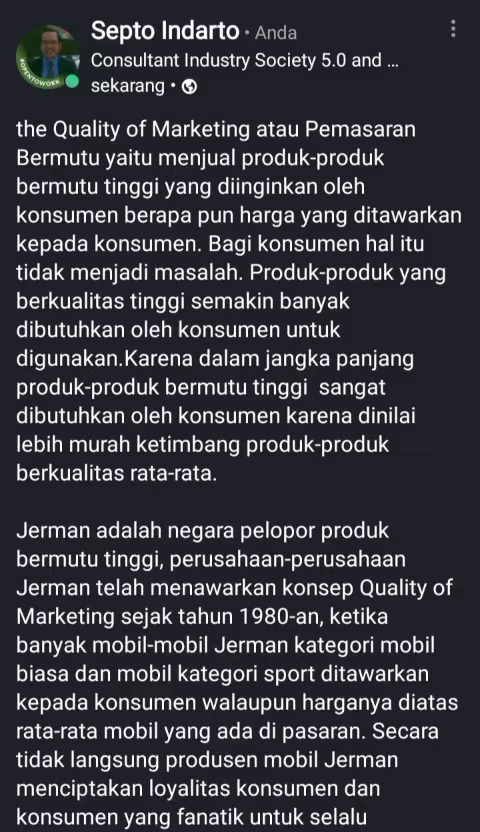 Septo Indarto • Anda
Consultant Industry Society 5.0 and ...
sekarang •
#OPENTOWORK
the Quality of Marketing atau Pemasaran
Bermutu yaitu menjual produk-produk
bermutu tinggi yang diinginkan oleh
konsumen berapa pun harga yang ditawarkan
kepada konsumen. Bagi konsumen hal itu
tidak menjadi masalah. Produk-produk yang
berkualitas tinggi semakin banyak
dibutuhkan oleh konsumen untuk
digunakan.Karena dalam jangka panjang
produk-produk bermutu tinggi  sangat
dibutuhkan oleh konsumen karena dinilai
lebih murah ketimbang produk-produk
berkualitas rata-rata.
Jerman adalah negara pelopor produk
bermutu tinggi, perusahaan-perusahaan
Jerman telah menawarkan konsep Quality of
Marketing sejak tahun 1980-an, ketika
banyak mobil-mobil Jerman kategori mobil
biasa dan mobil kategori sport ditawarkan
kepada konsumen walaupun harganya diatas
rata-rata mobil yang ada di pasaran. Secara
tidak langsung produsen mobil Jerman
menciptakan loyalitas konsumen dan
konsumen yang fanatik untuk selalu